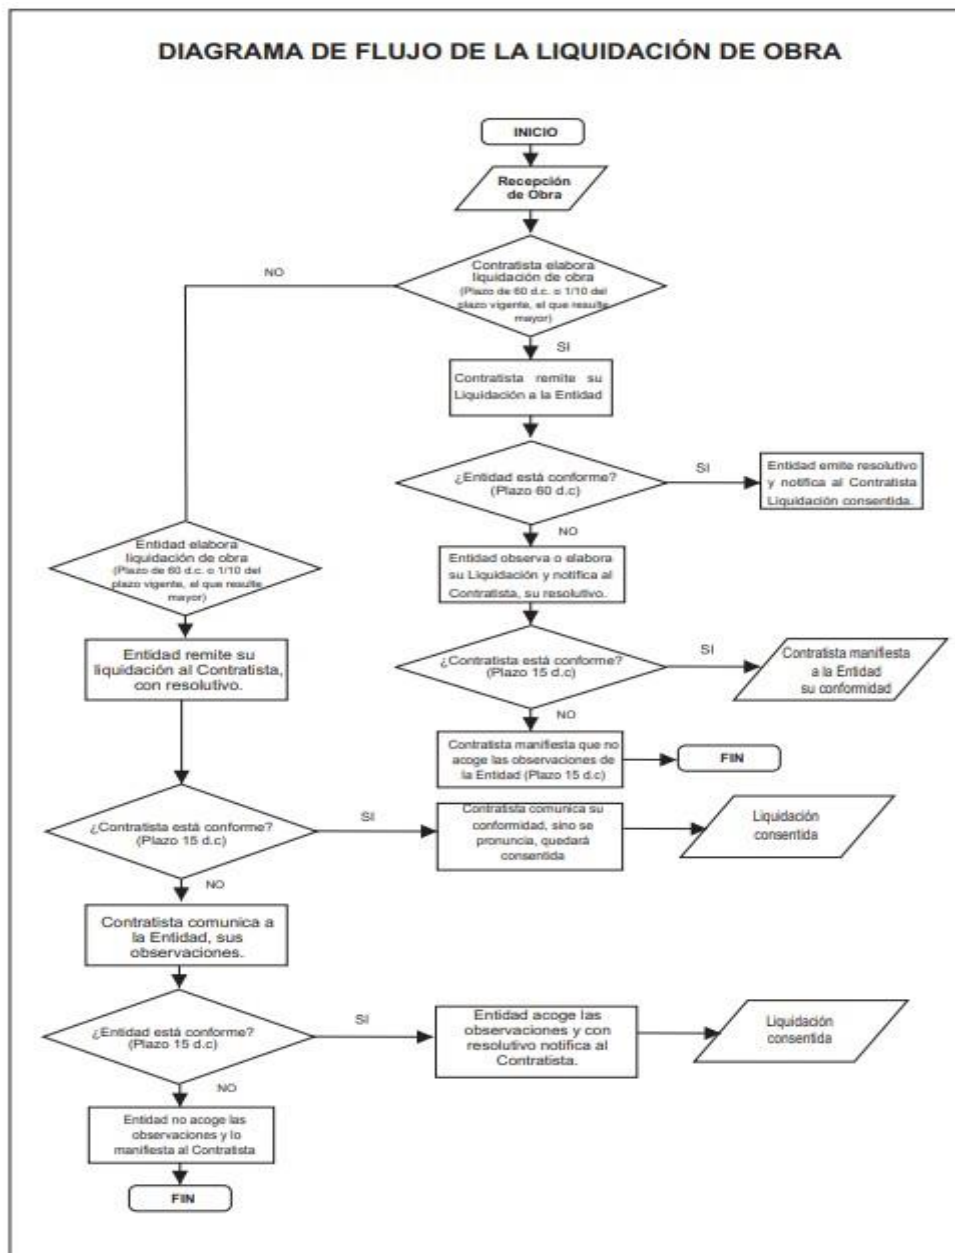 DIAGRAMA DE FLUJO DE LA LIQUIDACIÓN DE OBRA
INICIO
Recepción
de Obra
Contratista elabora
liquidación de obra
(Plazo de 60 d.c. o 1/10 del
plazo vigente, el que resulte
mayor)
NO
SI
Contratista remite su
Liquidación a la Entidad
¿Entidad está conforme?
(Plazo 60 d.c)
SI
Entidad emite resolutivo
y notifica al Contratista
Liquidación consentida.
NO
Entidad elabora
liquidación de obra
(Plazo de 60 d.c. o 1/10 del
plazo vigente, el que resulte
mayor)
Entidad observa o elabora
su Liquidación y notifica al
Contratista, su resolutivo.
Entidad remite su
liquidación al Contratista,
con resolutivo.
¿Contratista está conforme?
(Plazo 15 d.c)
SI
Contratista manifiesta
a la Entidad
su conformidad
NO
Contratista manifiesta que no
acoge las observaciones de
la Entidad (Plazo 15 d.c)
FIN
¿Contratista está conforme?
(Plazo 15 d.c)
SI
Contratista comunica su
conformidad, sino se
pronuncia, quedará
consentida
Liquidación
consentida
NO
Contratista comunica a
la Entidad, sus
observaciones.
¿Entidad está conforme?
(Plazo 15 d.c)
SI
Entidad acoge las
observaciones y con
resolutivo notifica al
Contratista.
Liquidación
consentida
NO
Entidad no acoge las
observaciones y lo
manifiesta al Contratista
FIN